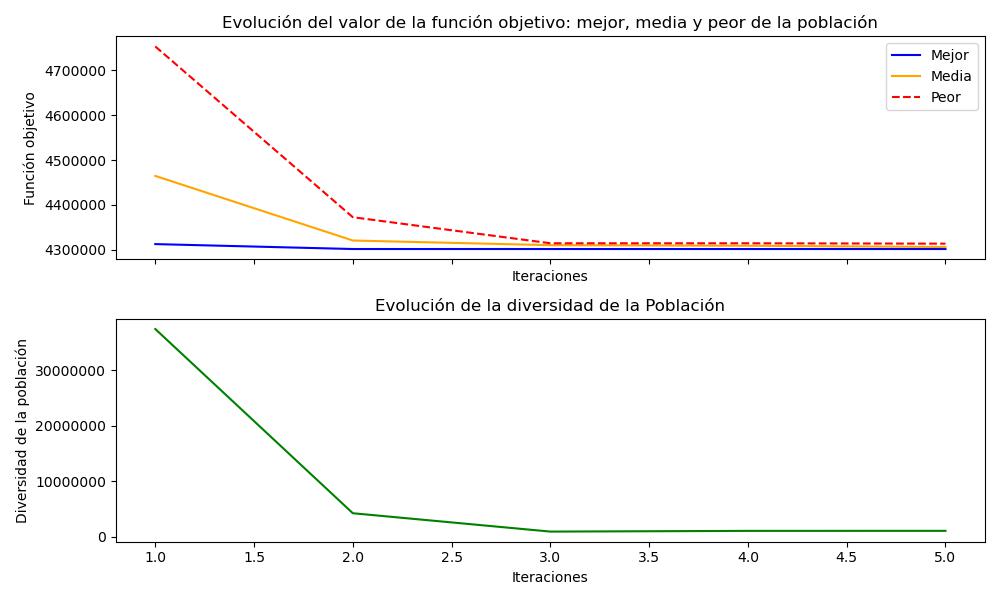 Evolución del valor de la función objetivo: mejor, media y peor de la población
Función objetivo
4700000
4600000
4500000
4400000
4300000
Mejor
Media
Peor
Iteraciones
Evolución de la diversidad de la Población
Diversidad de la población
30000000
20000000
10000000
0
1.0 1.5 2.0 2.5 3.0 3.5 4.0 4.5 5.0
Iteraciones